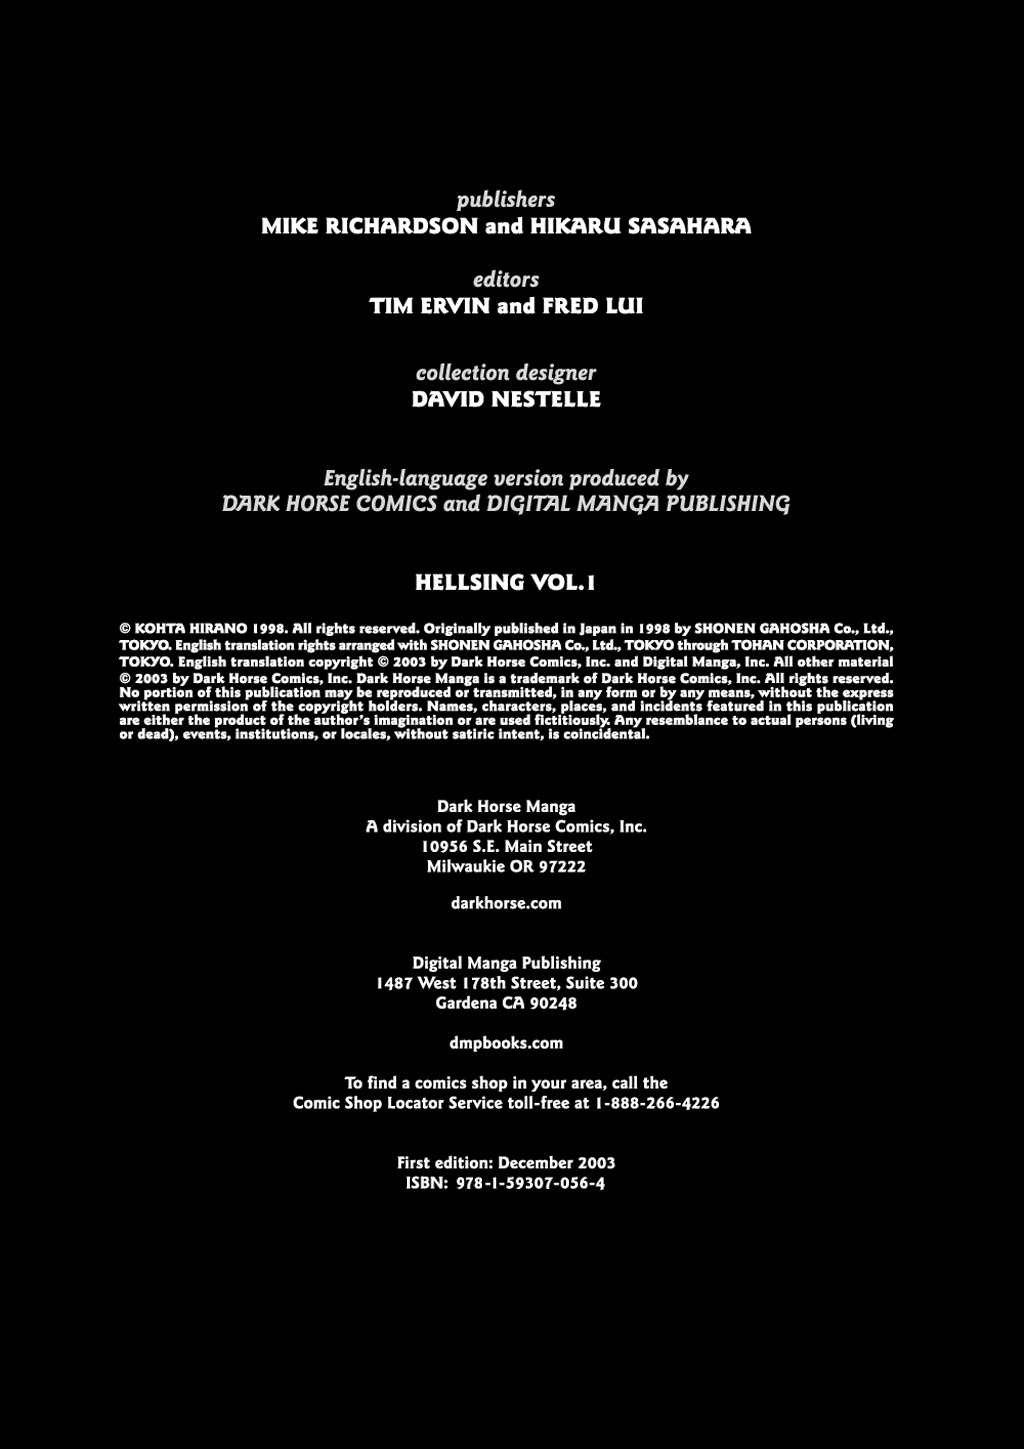 publishers
MIKE RICHARDSON and HIKARU SASAHARA
editors
TIM ERVIN and FRED LUI
collection designer
DAVID NESTELLE
English-language version produced by
DARK HORSE COMICS and DIGITAL MANGA PUBLISHING
HELLSING VOL.1
© KOHTA HIRANO 1998. All rights reserved. Originally published in Japan in 1998 by SHONEN GAHOSHA Co., Ltd.,
TOKYO. English translation rights arranged with SHONEN GAHOSHA Co., Ltd., TOKYO through TOHAN CORPORATION,
TOKYO. English translation copyright © 2003 by Dark Horse Comics, Inc. and Digital Manga, Inc. All other material
© 2003 by Dark Horse Comics, Inc. Dark Horse Manga is a trademark of Dark Horse Comics, Inc. All rights reserved.
No portion of this publication may be reproduced or transmitted, in any form or by any means, without the express
written permission of the copyright holders. Names, characters, places, and incidents featured in this publication
are either the product of the author's imagination or are used fictitiously. Any resemblance to actual persons (living
or dead), events, institutions, or locales, without satiric intent, is coincidental.
Dark Horse Manga
A division of Dark Horse Comics, Inc.
10956 S.E. Main Street
Milwaukie OR 97222
darkhorse.com
Digital Manga Publishing
1487 West 178th Street, Suite 300
Gardena CA 90248
dmpbooks.com
To find a comics shop in your area, call the
Comic Shop Locator Service toll-free at 1-888-266-4226
First edition: December 2003
ISBN: 978-1-59307-056-4